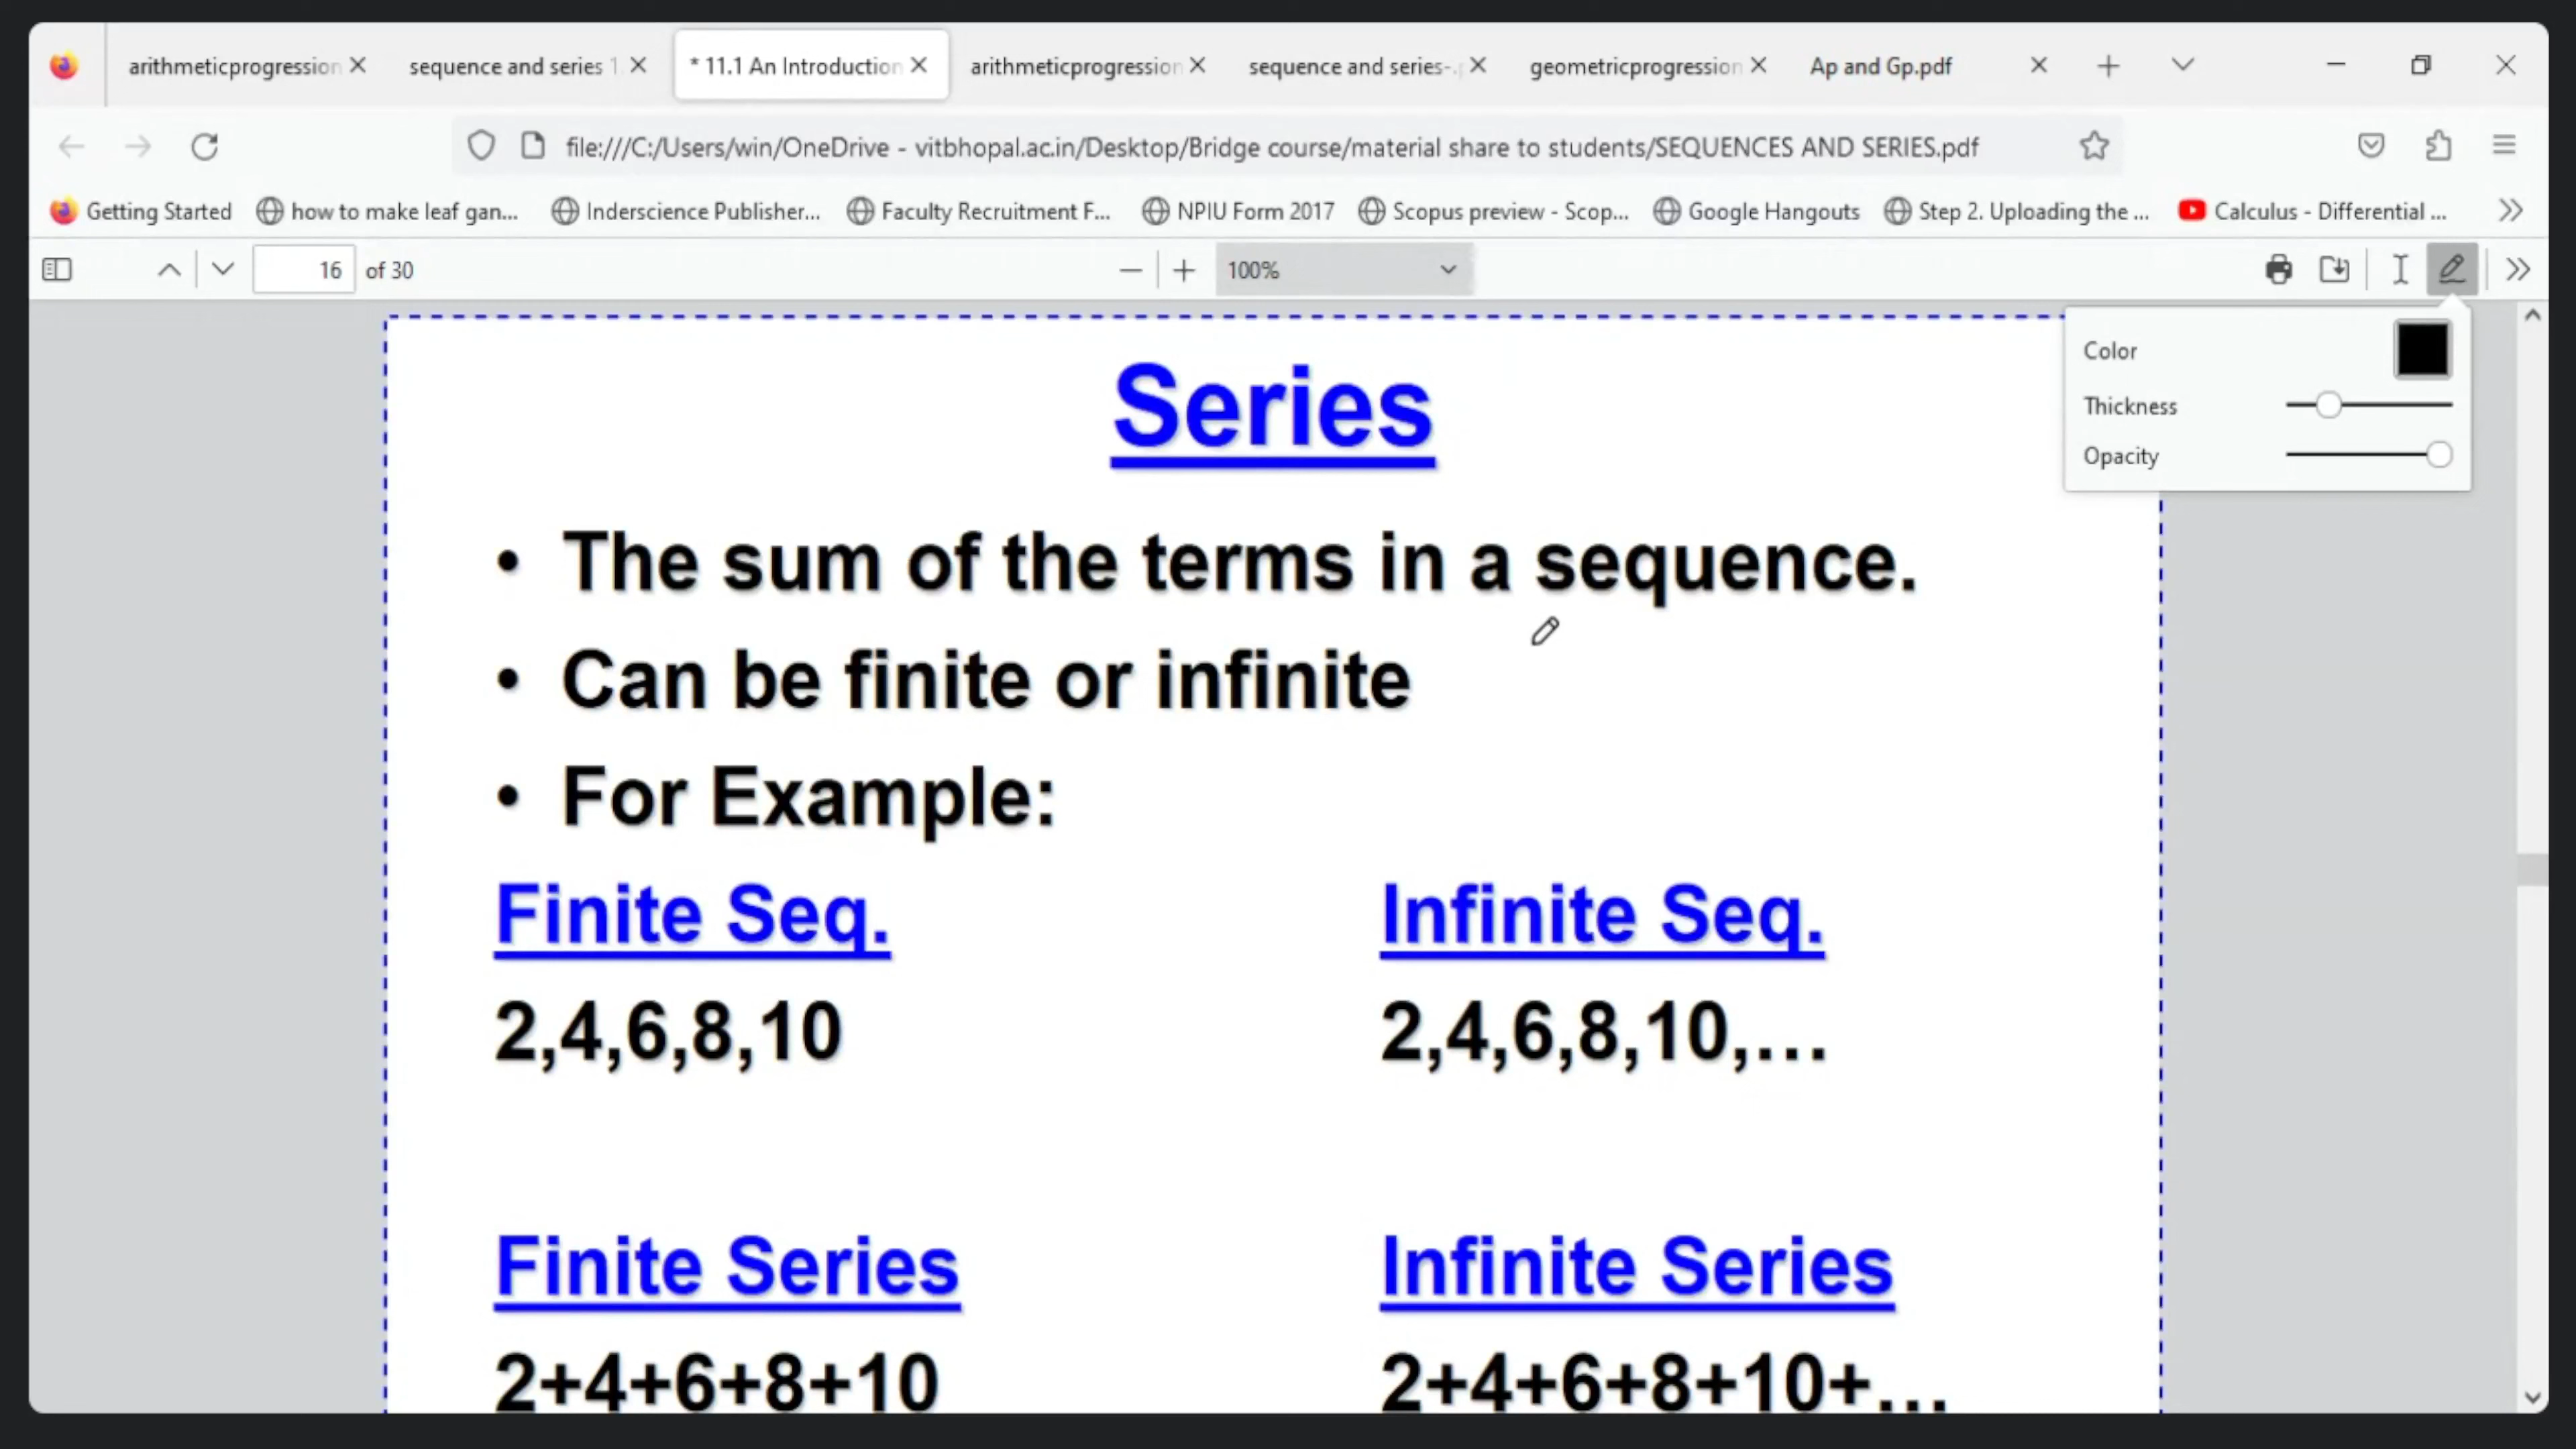 arithmeticprogression
sequence and series 1
* 11.1 An Introduction
arithmeticprogression
sequence and series-.
geometricprogression
Ap and Gp.pdf
file:///C:/Users/win/OneDrive - vitbhopal.ac.in/Desktop/Bridge course/material share to students/SEQUENCES AND SERIES.pdf
Getting Started
how to make leaf gan...
Inderscience Publisher...
Faculty Recruitment F...
NPIU Form 2017
Scopus preview - Scop...
Google Hangouts
Step 2. Uploading the ...
Calculus - Differential ...
16 of 30
100%
Color
Thickness
Opacity
Series
• The sum of the terms in a sequence.
• Can be finite or infinite
• For Example:
Finite Seq. Infinite Seq.
2,4,6,8,10 2,4,6,8,10,…
Finite Series Infinite Series
2+4+6+8+10 2+4+6+8+10+…